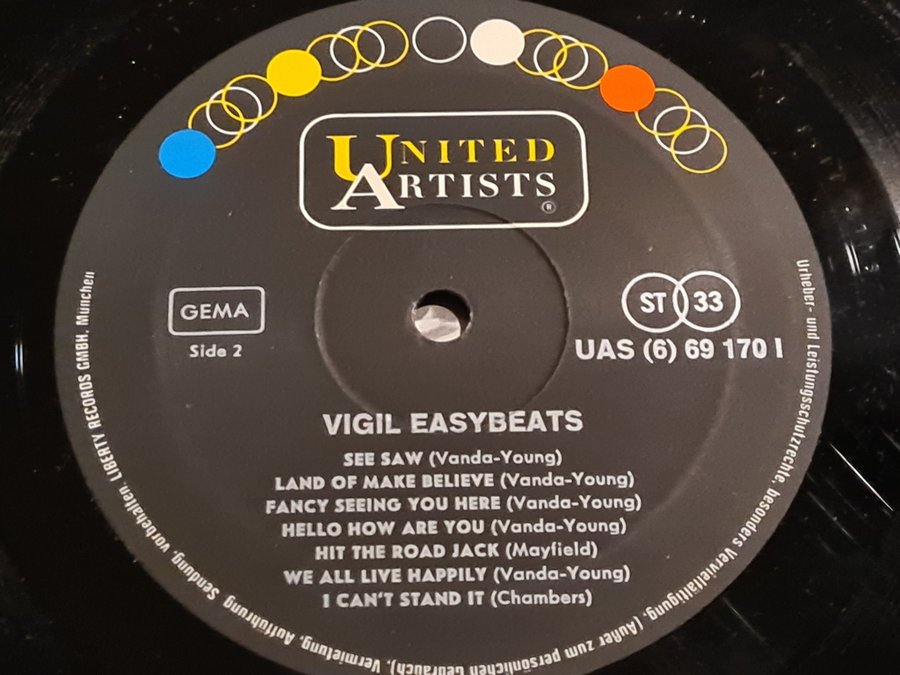 UNITED
ARTISTS
®
GEMA
Side 2
ST 33
UAS (6) 69 170 I
VIGIL EASYBEATS
SEE SAW (Vanda-Young)
LAND OF MAKE BELIEVE (Vanda-Young)
FANCY SEEING YOU HERE (Vanda-Young)
HELLO HOW ARE YOU (Vanda-Young)
HIT THE ROAD JACK (Mayfield)
WE ALL LIVE HAPPILY (Vanda-Young)
I CAN'T STAND IT (Chambers)
Urheber- und Leistungsschutzrechte, besonders Vervielfältigung, (Außer zum persönlichen Gebrauch), Vermietung, Aufführung, Sendung, vorbehalten. LIBERTY RECORDS GMBH, München